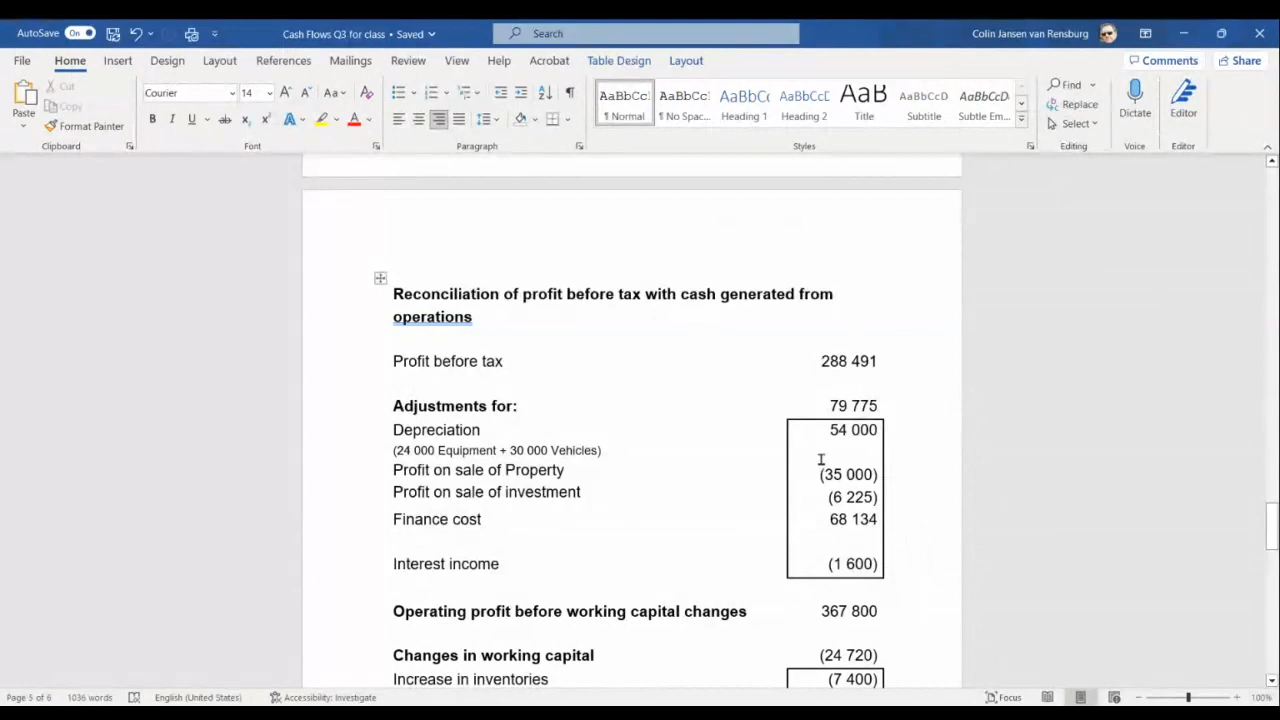 AutoSave On
Cash Flows Q3 for class • Saved
Search
Colin Jansen van Rensburg
File Home Insert Design Layout References Mailings Review View Help Acrobat Table Design Layout
Comments Share
Paste
Cut
Copy
Format Painter
Courier 14
AaBbCc AaBbCc AaBbCc AaBbCcD AaB AaBbCcD AaBbCcD
¶ Normal ¶ No Spac... Heading 1 Heading 2 Title Subtitle Subtle Em...
Find
Replace
Select
Dictate
Editor
Clipboard Font Paragraph Styles Editing Voice Editor
Reconciliation of profit before tax with cash generated from
operations
Profit before tax 288 491
Adjustments for: 79 775
Depreciation 54 000
(24 000 Equipment + 30 000 Vehicles)
Profit on sale of Property (35 000)
Profit on sale of investment (6 225)
Finance cost 68 134
Interest income (1 600)
Operating profit before working capital changes 367 800
Changes in working capital (24 720)
Increase in inventories (7 400)
Page 5 of 6 1036 words English (United States) Accessibility: Investigate Focus 100%